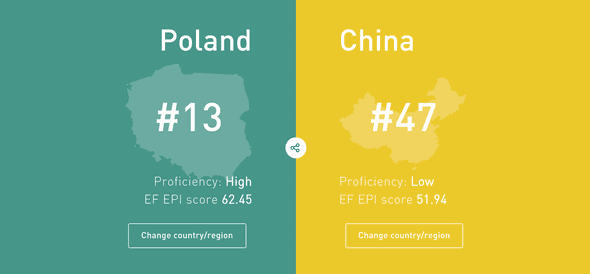 Poland
#13
Proficiency: High
EF EPI score 62.45
Change country/region
China
#47
Proficiency: Low
EF EPI score 51.94
Change country/region